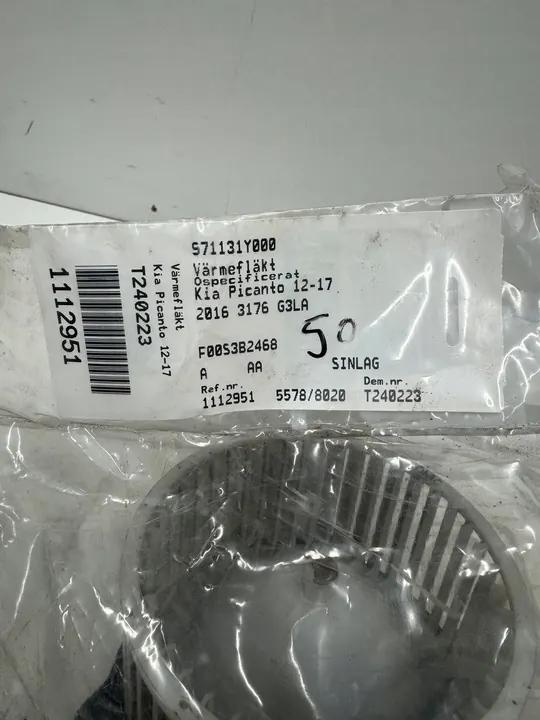 S71131Y000
Värmefläkt
Ospecificerat
Kia Picanto 12-17
2016 3176 G3LA
50
F00S3B2468
A AA
SINLAG
Ref.nr. Dem.nr.
1112951 5578/8020 T240223
Värmefläkt
Kia Picanto 12-17
T240223
1112951